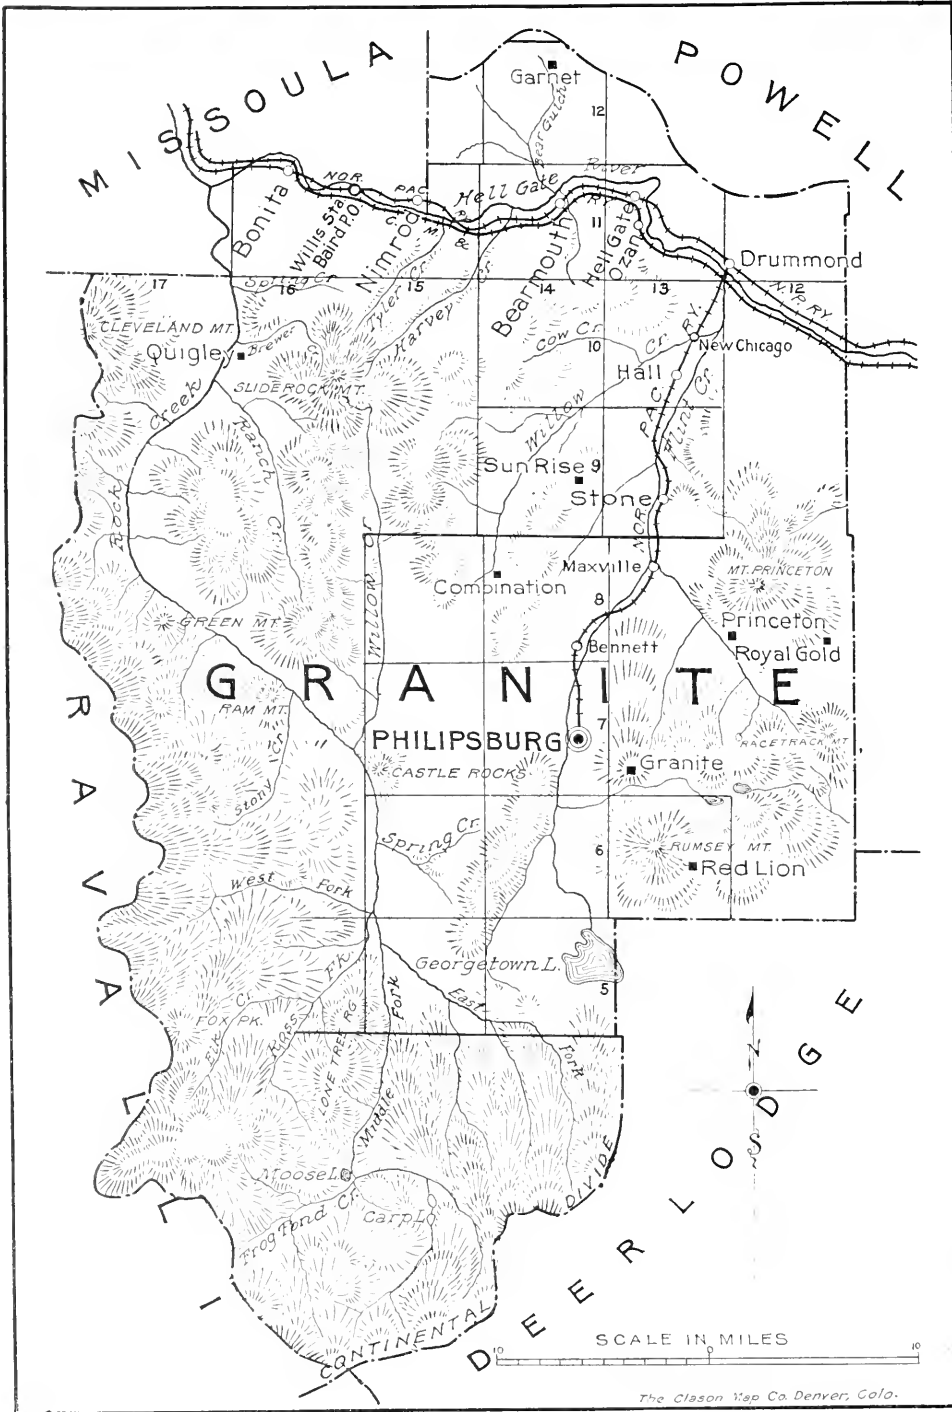 MISSOULA
POWELL
Garnet
12
Bear Gulch
NOR.
PAC.
Hell Gate River
RY.
C. M. & P.
Bonita
Willis Sta.
Baird P.O.
Nimrod
Bearmouth
Hell Gate
Ozan
11
Drummond
N.P. RY.
17
Spring Cr.
16
15
14
13
12
Tyler Cr.
Harvey Cr.
CLEVELAND MT.
Quigley
Brewer Cr.
SLIDEROCK MT.
Cow Cr.
10
New Chicago
Hall
Willow Cr.
NOR. PAC. RY.
Flint Cr.
Rock Creek
Ranch Cr.
Sun Rise
9
Stone
Willow Cr
Combination
Maxville
8
MT. PRINCETON
Princeton
Royal Gold
Bennett
GREEN MT.
GRANITE
RAM MT.
Stony Cr.
7
PHILIPSBURG
RACETRACK MT
CASTLE ROCKS
Granite
Spring Cr.
6
RUMSEY MT.
Red Lion
West Fork
Georgetown L.
5
East Fork
Ross Fk.
Elk Cr.
FOX PK.
LONE TREE RG
Middle Fork
Moose L.
Carp L.
Frog Pond Cr.
RAVALLI
CONTINENTAL DIVIDE
DEER LODGE
N
S
SCALE IN MILES
10 0 10
The Clason Map Co. Denver, Colo.